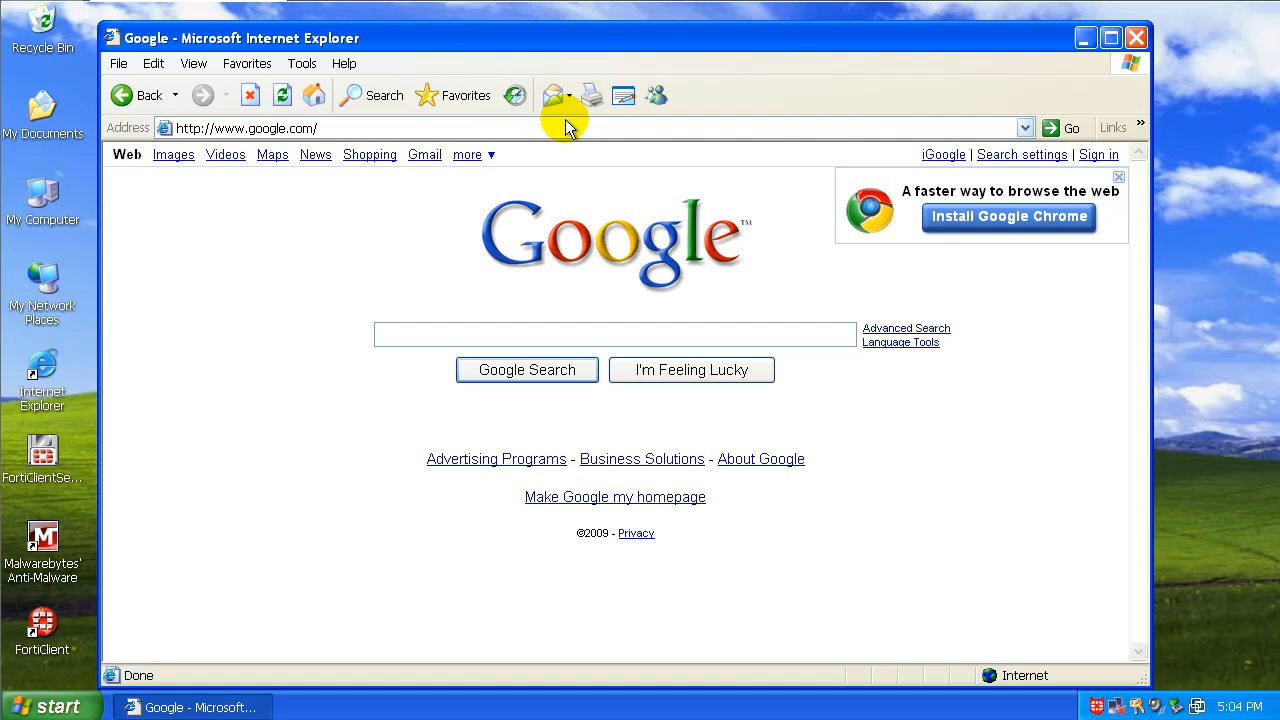 Recycle Bin
My Documents
My Computer
My Network
Places
Internet
Explorer
FortiClientSe...
Malwarebytes'
Anti-Malware
FortiClient
Google - Microsoft Internet Explorer
File Edit View Favorites Tools Help
Back Search Favorites
Address http://www.google.com/ Go Links »
Web Images Videos Maps News Shopping Gmail more ▼ iGoogle | Search settings | Sign in
A faster way to browse the web
Install Google Chrome
Google™
Advanced Search
Language Tools
Google Search I'm Feeling Lucky
Advertising Programs - Business Solutions - About Google
Make Google my homepage
©2009 - Privacy
Done Internet
start Google - Microsoft... 5:04 PM